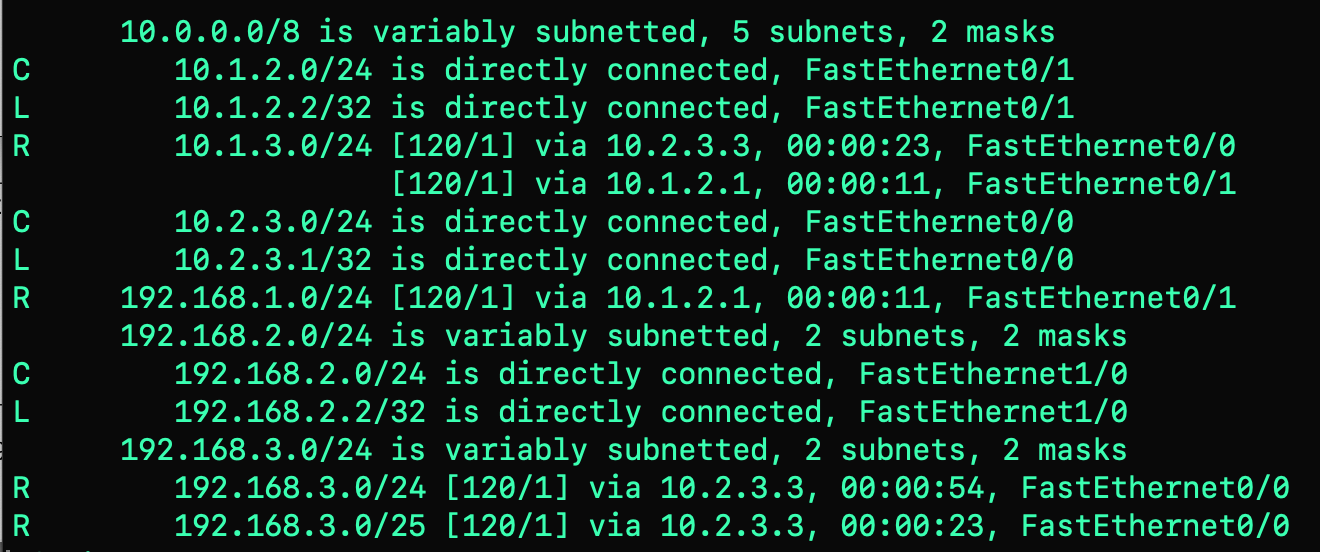 10.0.0.0/8 is variably subnetted, 5 subnets, 2 masks
C 10.1.2.0/24 is directly connected, FastEthernet0/1
L 10.1.2.2/32 is directly connected, FastEthernet0/1
R 10.1.3.0/24 [120/1] via 10.2.3.3, 00:00:23, FastEthernet0/0
[120/1] via 10.1.2.1, 00:00:11, FastEthernet0/1
C 10.2.3.0/24 is directly connected, FastEthernet0/0
L 10.2.3.1/32 is directly connected, FastEthernet0/0
R 192.168.1.0/24 [120/1] via 10.1.2.1, 00:00:11, FastEthernet0/1
192.168.2.0/24 is variably subnetted, 2 subnets, 2 masks
C 192.168.2.0/24 is directly connected, FastEthernet1/0
L 192.168.2.2/32 is directly connected, FastEthernet1/0
192.168.3.0/24 is variably subnetted, 2 subnets, 2 masks
R 192.168.3.0/24 [120/1] via 10.2.3.3, 00:00:54, FastEthernet0/0
R 192.168.3.0/25 [120/1] via 10.2.3.3, 00:00:23, FastEthernet0/0